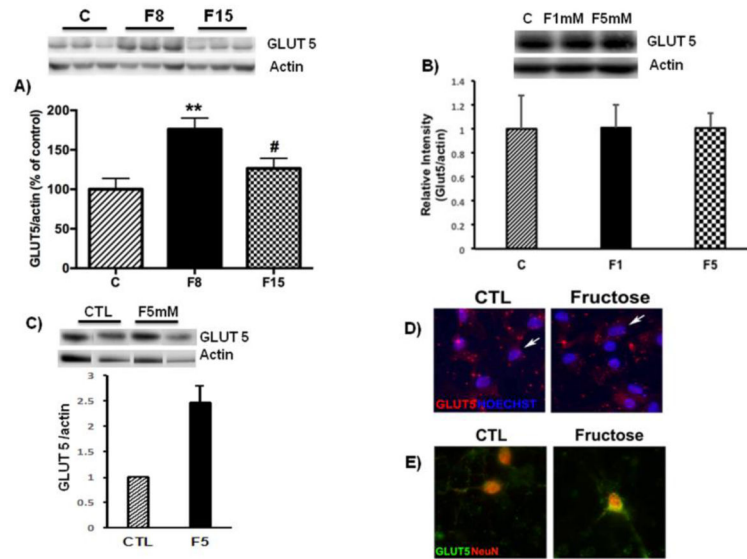 C F8 F15
GLUT 5
Actin
A)
GLUT5/actin (% of control)
200
150
100
50
0
**
#
C F8 F15
C F1mM F5mM
GLUT 5
Actin
B)
Relative Intensity
(Glut5/actin)
1.4
1.2
1
0.8
0.6
0.4
0.2
0
C F1 F5
C)
CTL F5mM
GLUT 5
Actin
GLUT 5/actin
2.5
2
1.5
1
0.5
0
CTL F5
CTL Fructose
D)
GLUT5 HOECHST
CTL Fructose
E)
GLUT5 NeuN